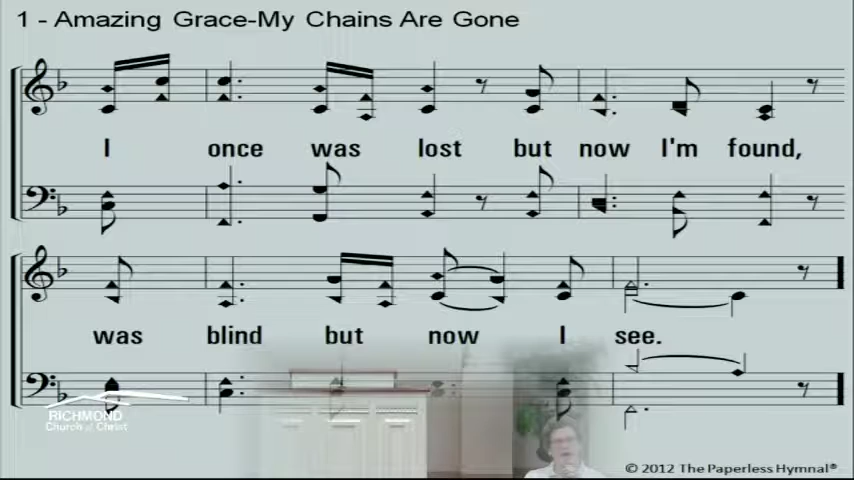 1 - Amazing Grace-My Chains Are Gone
I once was lost but now I'm found,
was blind but now I see.
RICHMOND
Church of Christ
© 2012 The Paperless Hymnal®